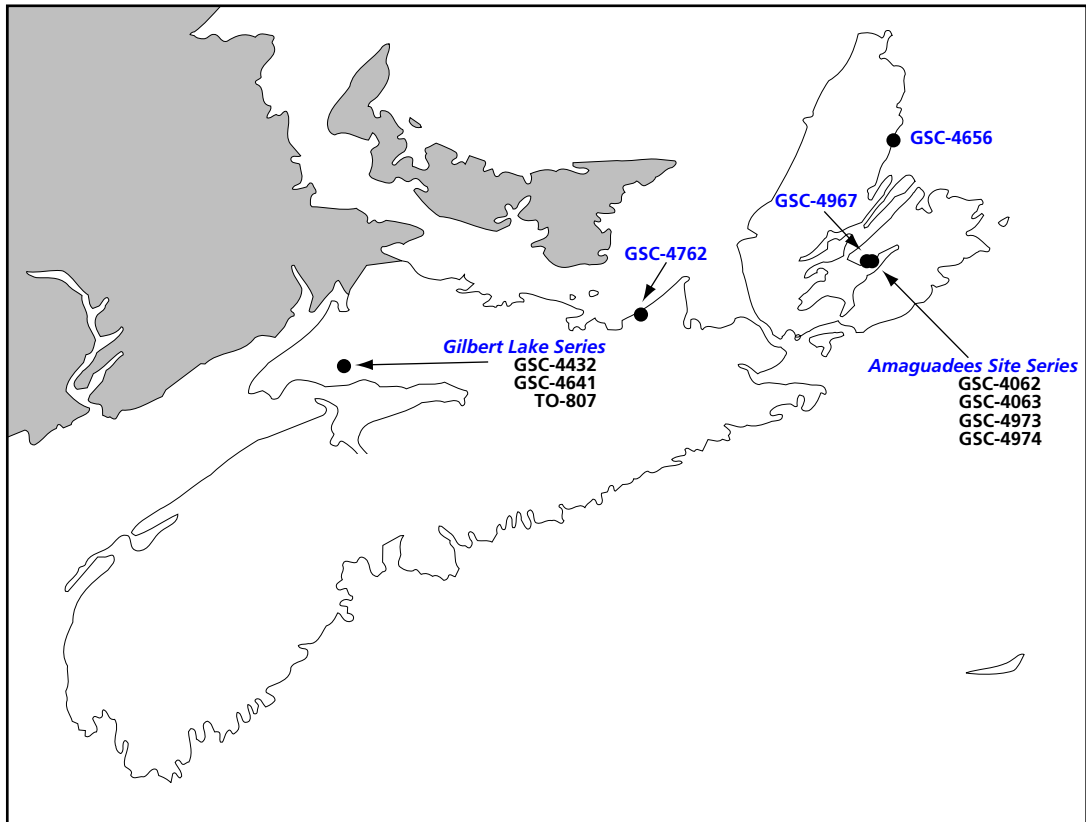 GSC-4656
GSC-4967
GSC-4762
Gilbert Lake Series
GSC-4432
GSC-4641
TO-807
Amaguadees Site Series
GSC-4062
GSC-4063
GSC-4973
GSC-4974